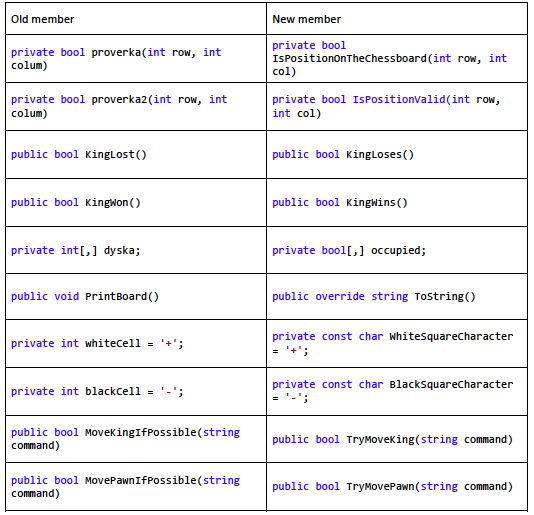 Old member
New member
private bool proverka(int row, int
colum)
private bool
IsPositionOnTheChessboard(int row, int
col)
private bool proverka2(int row, int
colum)
private bool IsPositionValid(int row,
int col)
public bool KingLost()
public bool KingLoses()
public bool KingWon()
public bool KingWins()
private int[,] dyska;
private bool[,] occupied;
public void PrintBoard()
public override string ToString()
private int whiteCell = '+';
private const char WhiteSquareCharacter
= '+';
private int blackCell = '-';
private const char BlackSquareCharacter
= '-';
public bool MoveKingIfPossible(string
command)
public bool TryMoveKing(string command)
public bool MovePawnIfPossible(string
command)
public bool TryMovePawn(string command)